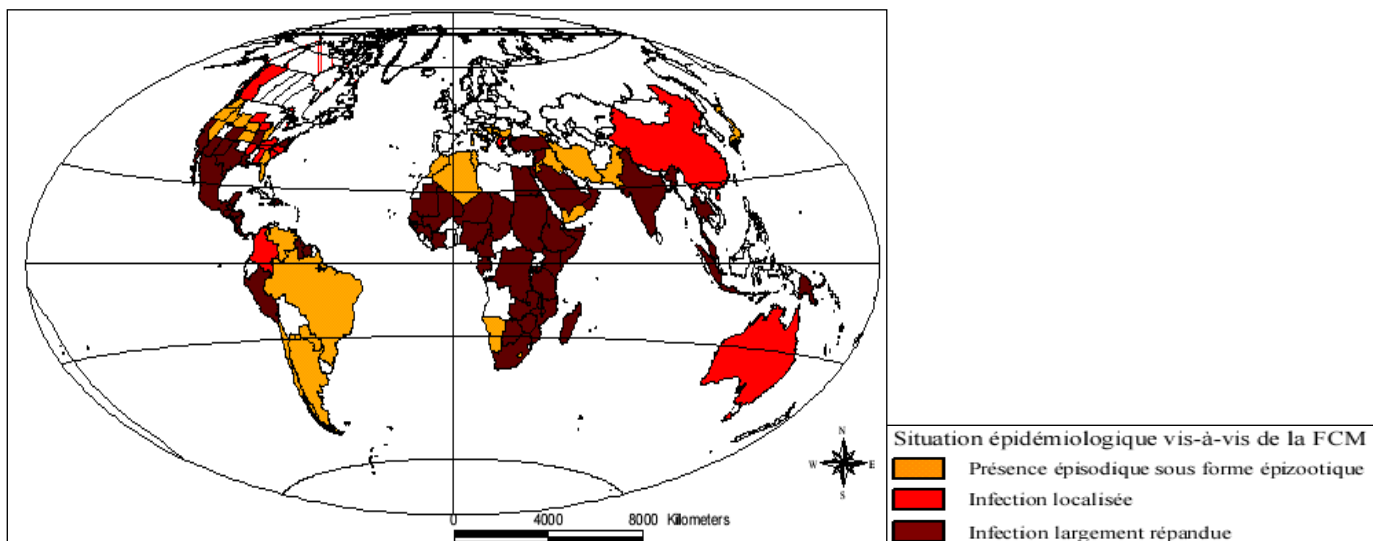 N
W E
S
0 4000 8000 Kilometers
Situation épidémiologique vis-à-vis de la FCM
Présence épisodique sous forme épizootique
Infection localisée
Infection largement répandue